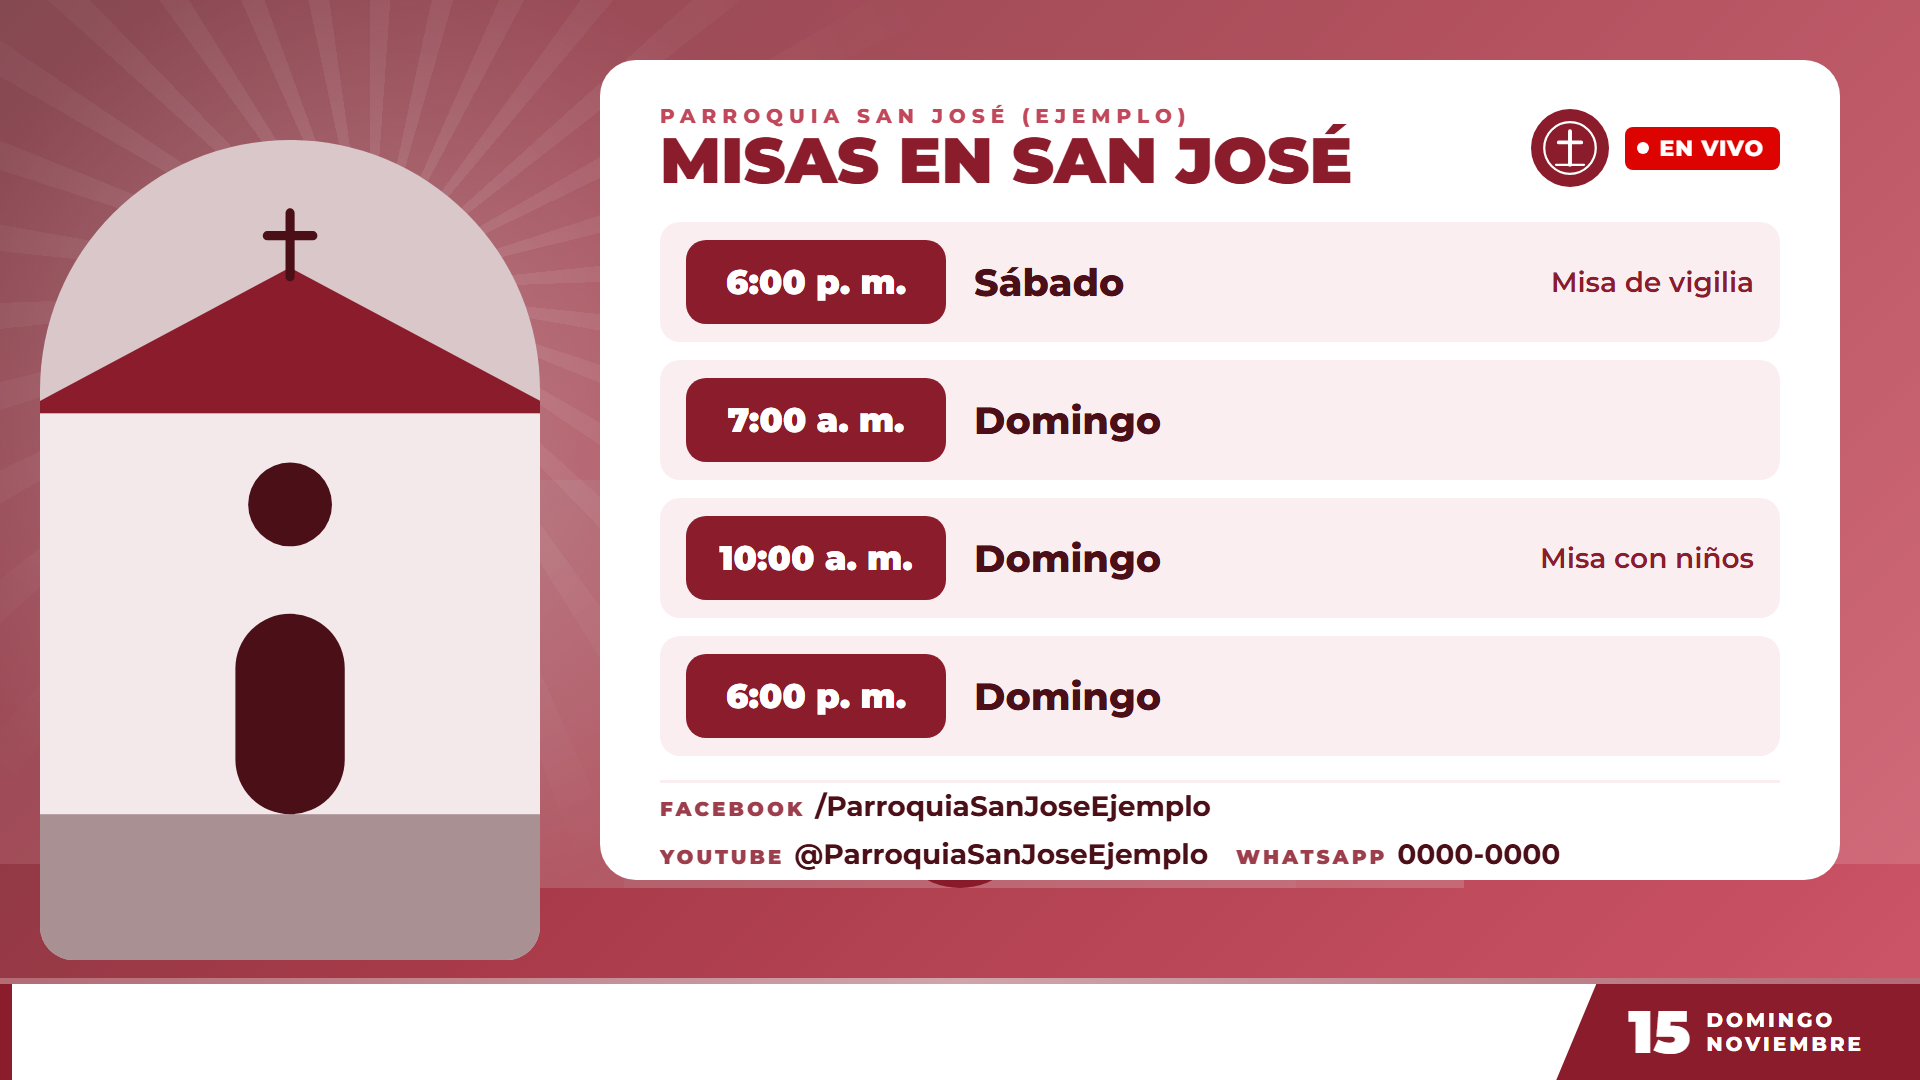 PARROQUIA SAN JOSÉ (EJEMPLO)
MISAS EN SAN JOSÉ
EN VIVO
6:00 p. m. Sábado Misa de vigilia
7:00 a. m. Domingo
10:00 a. m. Domingo Misa con niños
6:00 p. m. Domingo
FACEBOOK /ParroquiaSanJoseEjemplo
YOUTUBE @ParroquiaSanJoseEjemplo WHATSAPP 0000-0000
15 DOMINGO
NOVIEMBRE